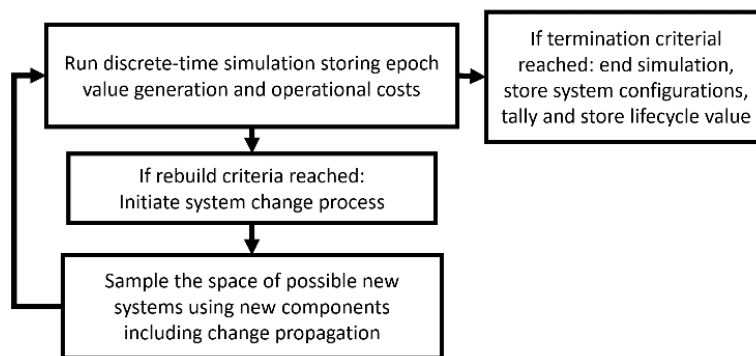 Run discrete-time simulation storing epoch
value generation and operational costs
If termination criterial
reached: end simulation,
store system configurations,
tally and store lifecycle value
If rebuild criteria reached:
Initiate system change process
Sample the space of possible new
systems using new components
including change propagation